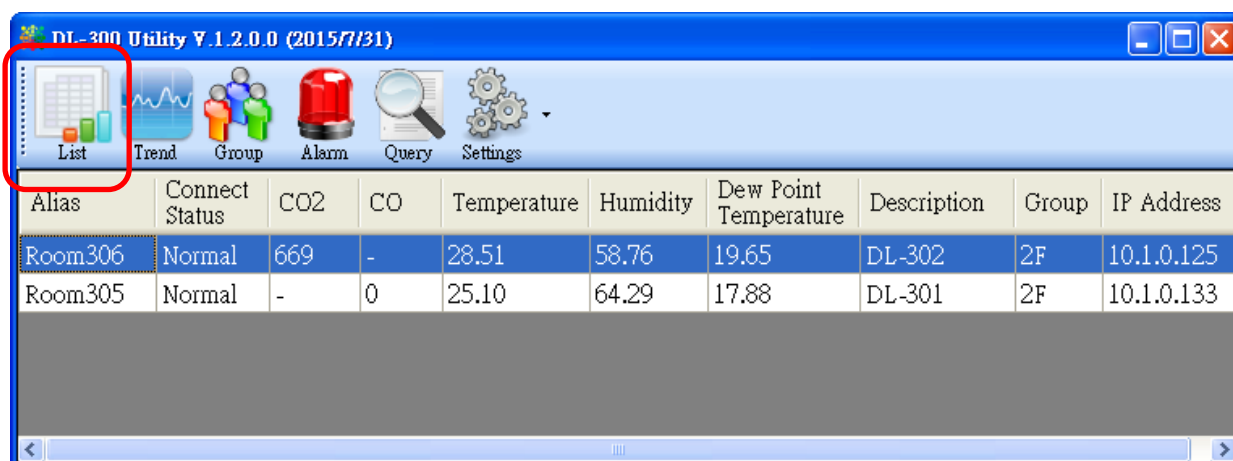 DL-300 Utility V.1.2.0.0 (2015/7/31)
List Trend Group Alarm Query Settings
Alias Connect Status CO2 CO Temperature Humidity Dew Point Temperature Description Group IP Address
Room306 Normal 669 - 28.51 58.76 19.65 DL-302 2F 10.1.0.125
Room305 Normal - 0 25.10 64.29 17.88 DL-301 2F 10.1.0.133